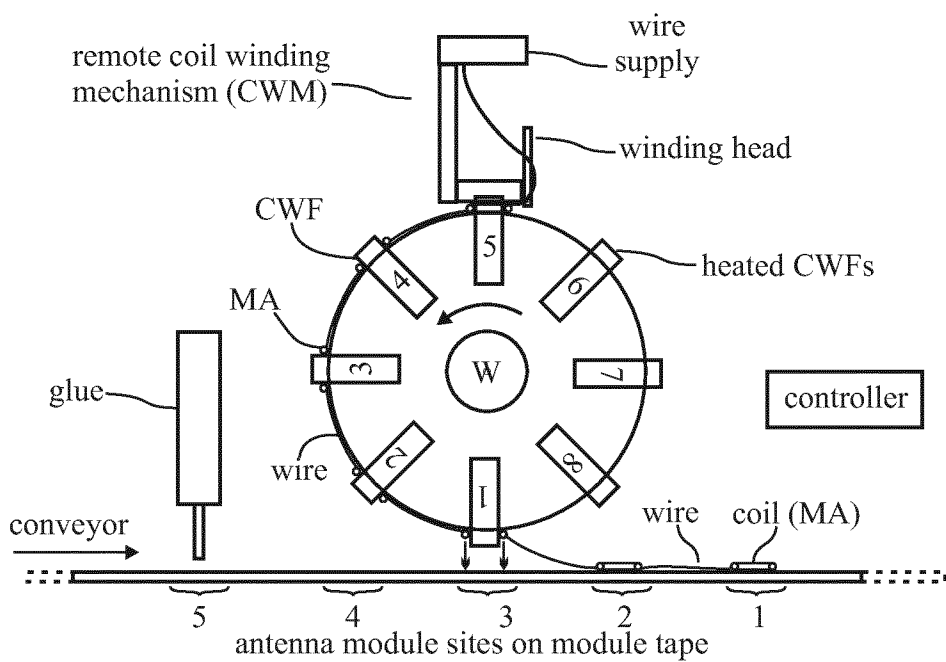 remote coil winding
mechanism (CWM)
wire
supply
winding head
CWF
5
heated CWFs
4
6
MA
3
W
7
glue
controller
2
8
wire
1
conveyor
wire
coil (MA)
5
4
3
2
1
antenna module sites on module tape